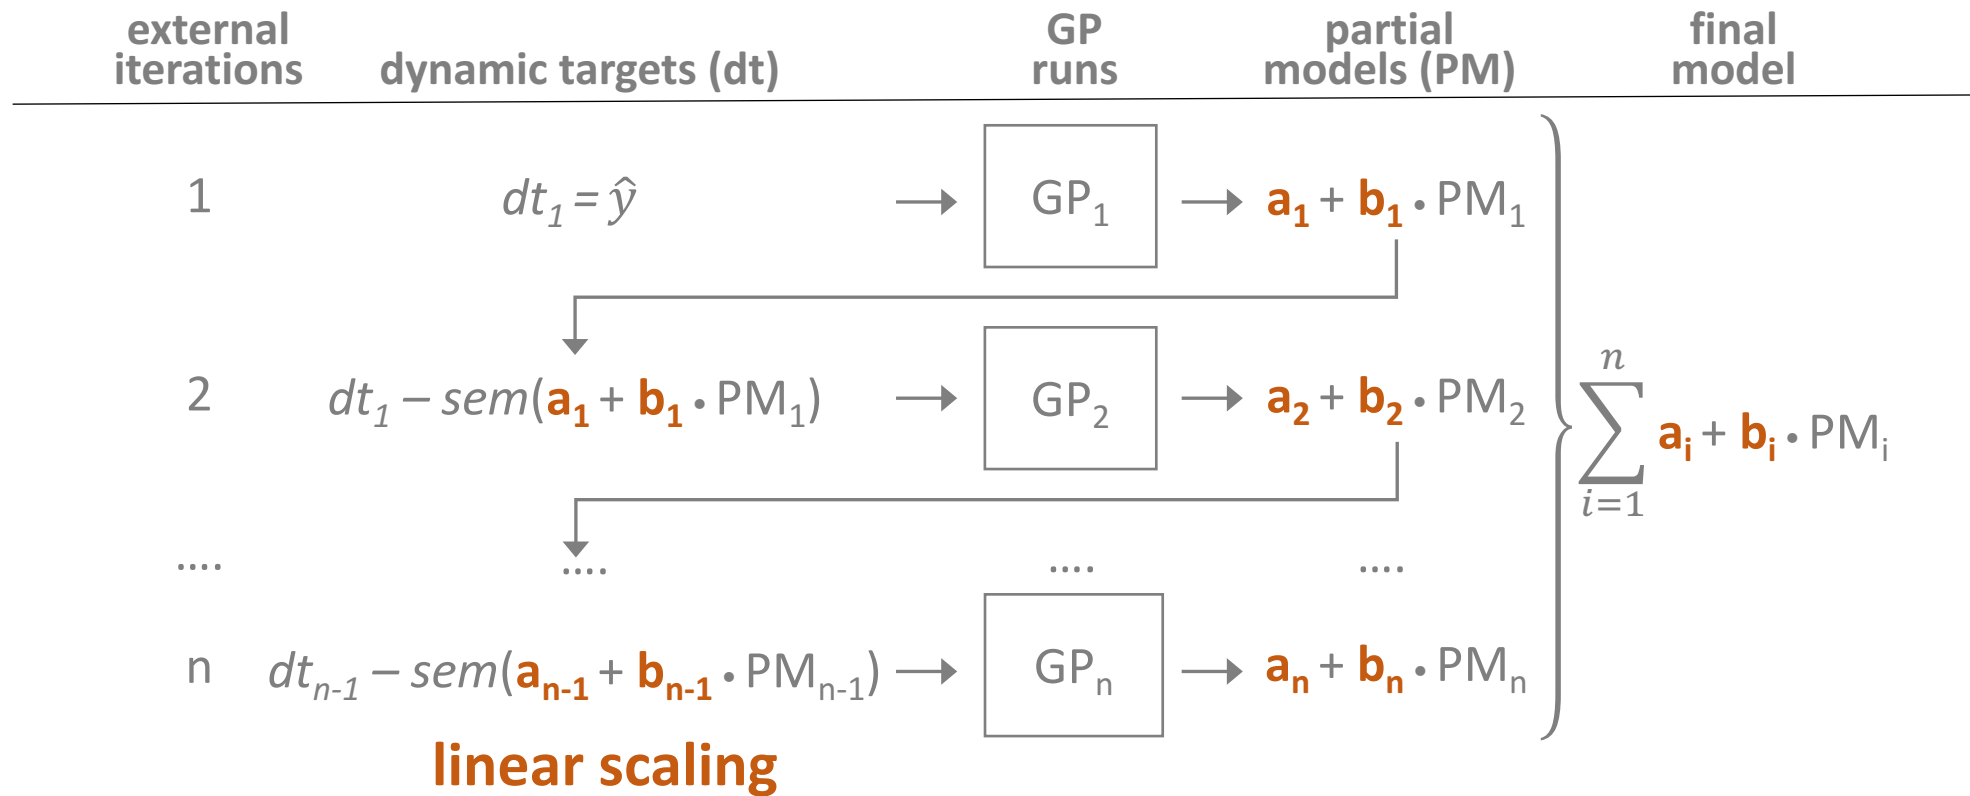 external iterations
dynamic targets (dt)
GP runs
partial models (PM)
final model
1
dt₁ = ŷ
GP₁
a₁ + b₁ • PM₁
2
dt₁ – sem(a₁ + b₁ • PM₁)
GP₂
a₂ + b₂ • PM₂
n
∑ aᵢ + bᵢ • PMᵢ
i=1
....
....
....
....
n
dtₙ₋₁ – sem(aₙ₋₁ + bₙ₋₁ • PMₙ₋₁)
GPₙ
aₙ + bₙ • PMₙ
linear scaling